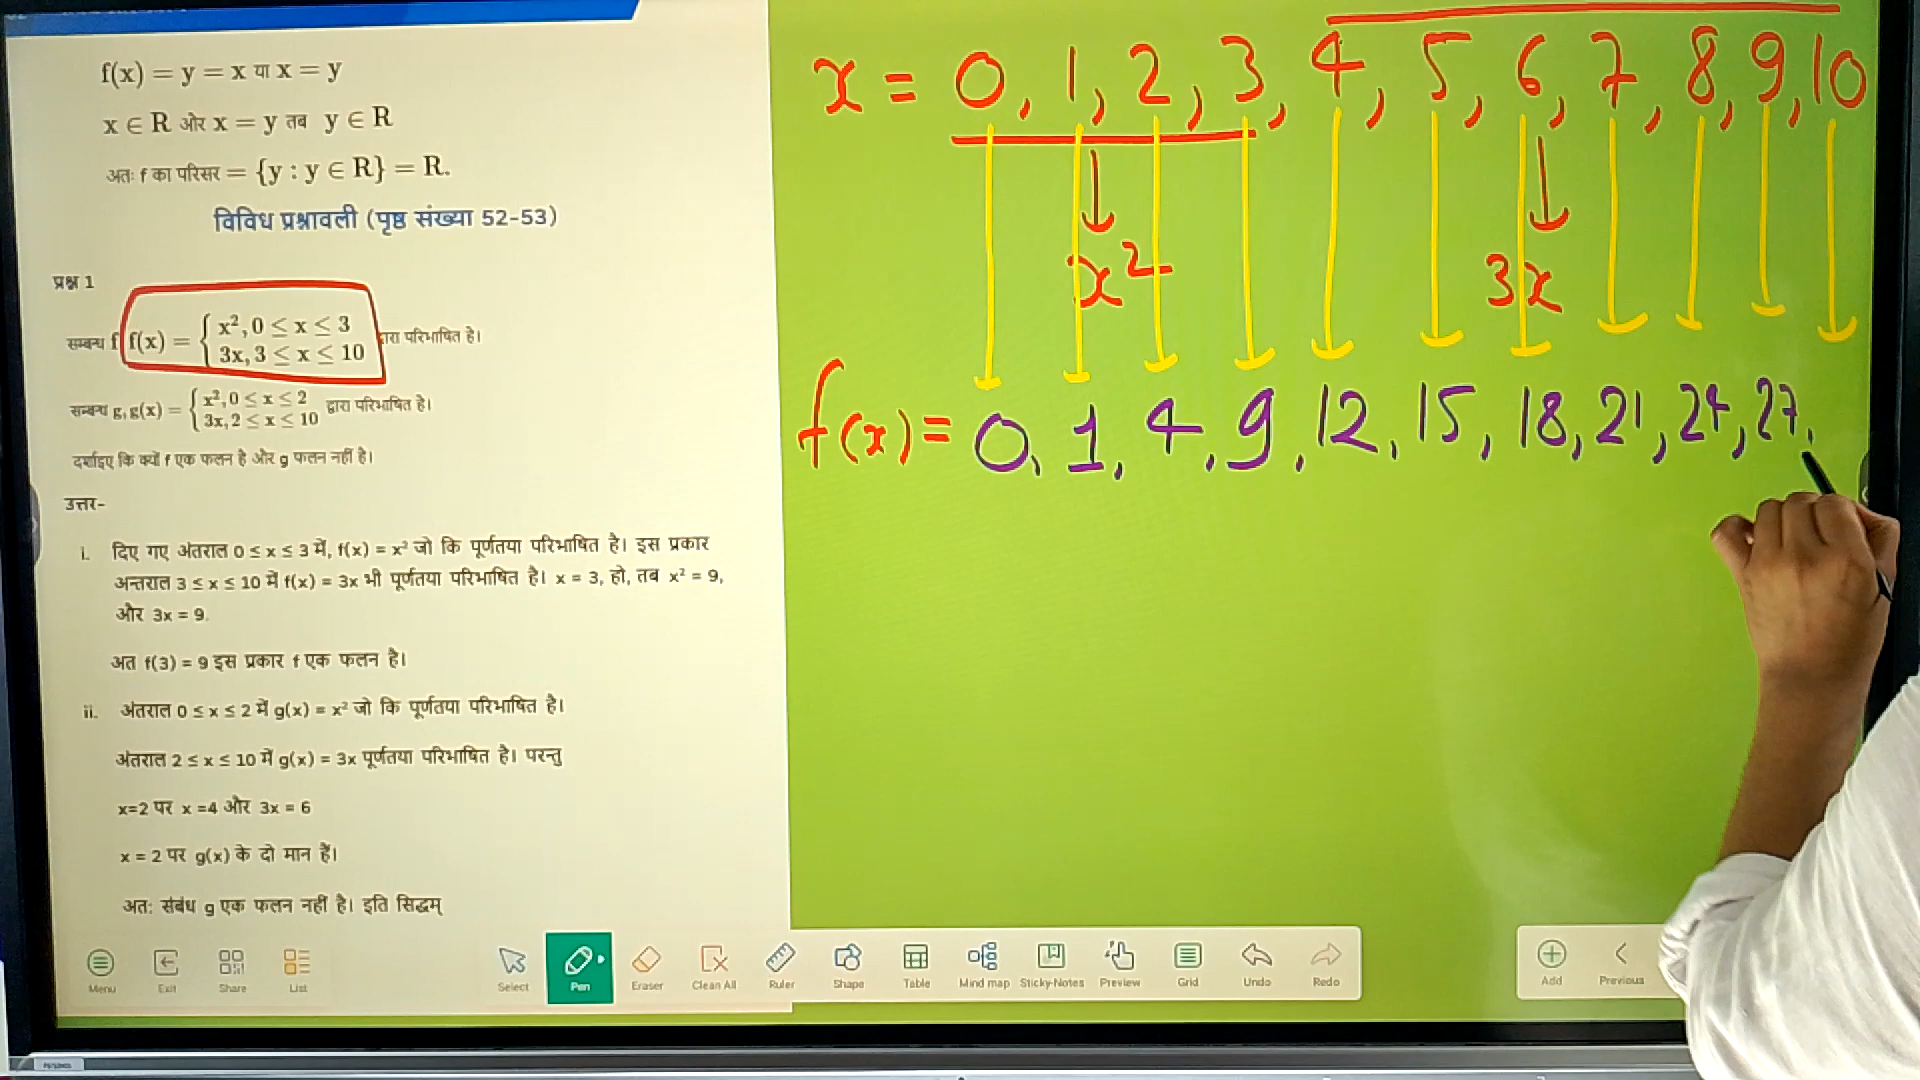 f(x) = y = x या x = y
x ∈ R और x = y तब y ∈ R
अतः f का परिसर = {y : y ∈ R} = R.
विविध प्रश्नावली (पृष्ठ संख्या 52-53)
प्रश्न 1
सम्बन्ध f f(x) = { x², 0 ≤ x ≤ 3
3x, 3 ≤ x ≤ 10 द्वारा परिभाषित है।
सम्बन्ध g, g(x) = { x², 0 ≤ x ≤ 2
3x, 2 ≤ x ≤ 10 द्वारा परिभाषित है।
दर्शाइए कि क्यों f एक फलन है और g फलन नहीं है।
उत्तर-
i. दिए गए अंतराल 0 ≤ x ≤ 3 में, f(x) = x² जो कि पूर्णतया परिभाषित है। इस प्रकार
अन्तराल 3 ≤ x ≤ 10 में f(x) = 3x भी पूर्णतया परिभाषित है। x = 3, हो, तब x² = 9,
और 3x = 9.
अत f(3) = 9 इस प्रकार f एक फलन है।
ii. अंतराल 0 ≤ x ≤ 2 में g(x) = x² जो कि पूर्णतया परिभाषित है।
अंतराल 2 ≤ x ≤ 10 में g(x) = 3x पूर्णतया परिभाषित है। परन्तु
x=2 पर x =4 और 3x = 6
x = 2 पर g(x) के दो मान हैं।
अत: संबंध g एक फलन नहीं है। इति सिद्धम्
x = 0, 1, 2, 3, 4, 5, 6, 7, 8, 9, 10
x² 3x
f(x) = 0, 1, 4, 9, 12, 15, 18, 21, 24, 27,
Menu Exit Share List Select Pen Eraser Clean All Ruler Shape Table Mind map Sticky-Notes Preview Grid Undo Redo Add Previous